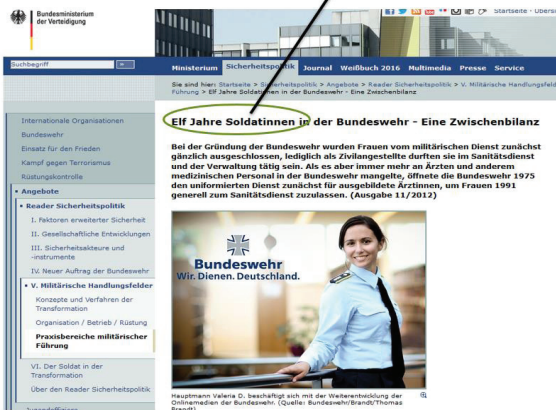 Bundesministerium
der Verteidigung
Startseite - Übers
Suchbegriff
Ministerium Sicherheitspolitik Journal Weißbuch 2016 Multimedia Presse Service
Sie sind hier: Startseite > Sicherheitspolitik > Angebote > Reader Sicherheitspolitik > V. Militärische Handlungsfeld
Führung > Elf Jahre Soldatinnen in der Bundeswehr - Eine Zwischenbilanz
Internationale Organisationen
Bundeswehr
Einsatz für den Frieden
Kampf gegen Terrorismus
Rüstungskontrolle
Angebote
Reader Sicherheitspolitik
I. Faktoren erweiterter Sicherheit
II. Gesellschaftliche Entwicklungen
III. Sicherheitsakteure und
-instrumente
IV. Neuer Auftrag der Bundeswehr
V. Militärische Handlungsfelder
Konzepte und Verfahren der
Transformation
Organisation / Betrieb / Rüstung
Praxisbereiche militärischer
Führung
VI. Der Soldat in der
Transformation
Über den Reader Sicherheitspolitik
Jugendoffiziere
Elf Jahre Soldatinnen in der Bundeswehr - Eine Zwischenbilanz
Bei der Gründung der Bundeswehr wurden Frauen vom militärischen Dienst zunächst
gänzlich ausgeschlossen, lediglich als Zivilangestellte durften sie im Sanitätsdienst
und der Verwaltung tätig sein. Als es aber immer mehr an Ärzten und anderem
medizinischen Personal in der Bundeswehr mangelte, öffnete die Bundeswehr 1975
den uniformierten Dienst zunächst für ausgebildete Ärztinnen, um Frauen 1991
generell zum Sanitätsdienst zuzulassen. (Ausgabe 11/2012)
Bundeswehr
Wir. Dienen. Deutschland.
Hauptmann Valeria D. beschäftigt sich mit der Weiterentwicklung der
Onlinemedien der Bundeswehr. (Quelle: Bundeswehr/Brandt/Thomas
Brandt)